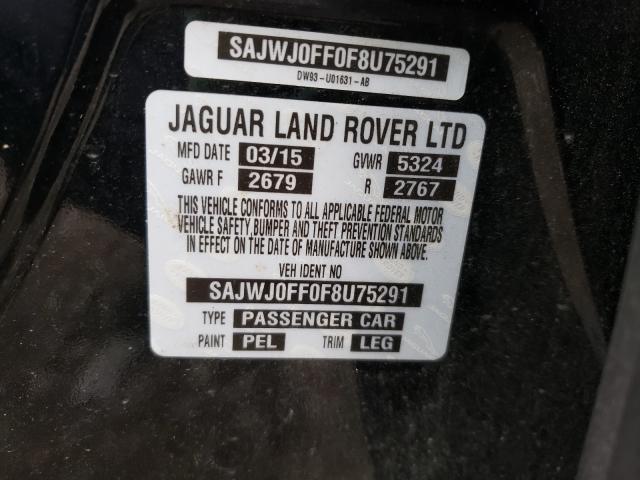 SAJWJ0FF0F8U75291
DW93-U01631-AB
JAGUAR LAND ROVER LTD
MFD DATE 03/15 GVWR 5324
GAWR F 2679 R 2767
THIS VEHICLE CONFORMS TO ALL APPLICABLE FEDERAL MOTOR
VEHICLE SAFETY, BUMPER AND THEFT PREVENTION STANDARDS
IN EFFECT ON THE DATE OF MANUFACTURE SHOWN ABOVE.
VEH IDENT NO
SAJWJ0FF0F8U75291
TYPE PASSENGER CAR
PAINT PEL TRIM LEG